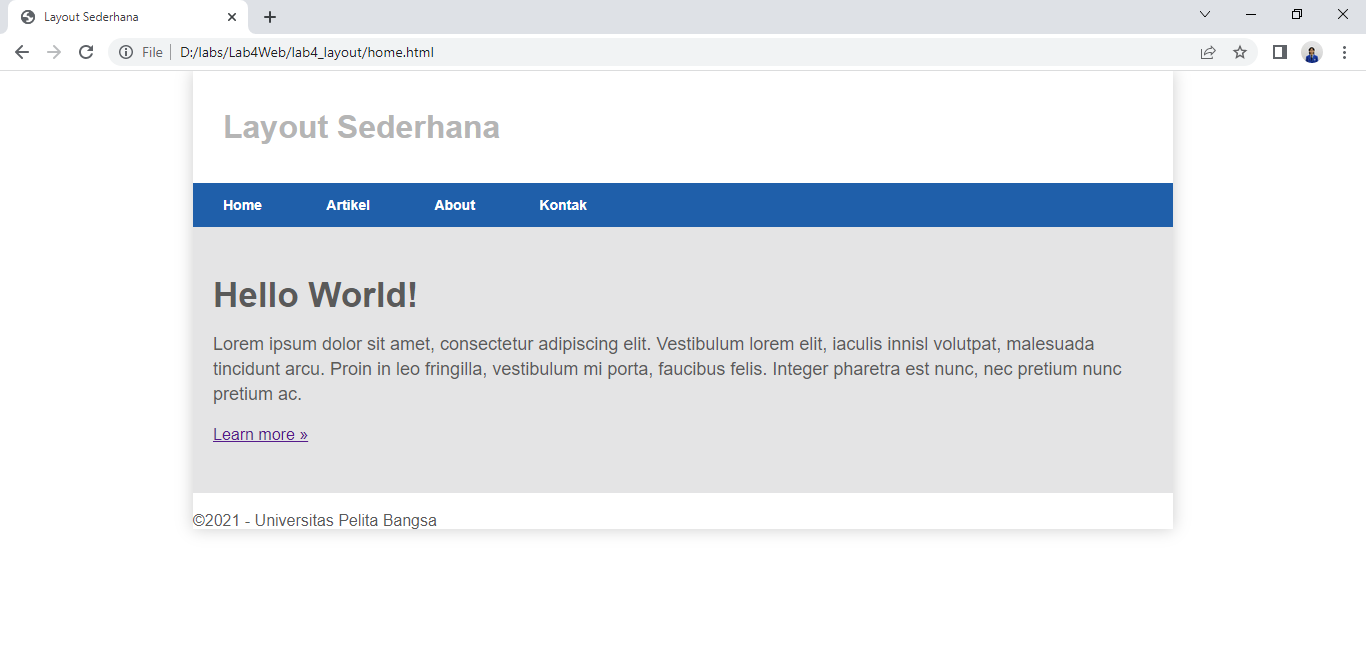 Layout Sederhana
File D:/labs/Lab4Web/lab4_layout/home.html
Layout Sederhana
Home Artikel About Kontak
Hello World!
Lorem ipsum dolor sit amet, consectetur adipiscing elit. Vestibulum lorem elit, iaculis innisl volutpat, malesuada
tincidunt arcu. Proin in leo fringilla, vestibulum mi porta, faucibus felis. Integer pharetra est nunc, nec pretium nunc
pretium ac.
Learn more »
©2021 - Universitas Pelita Bangsa